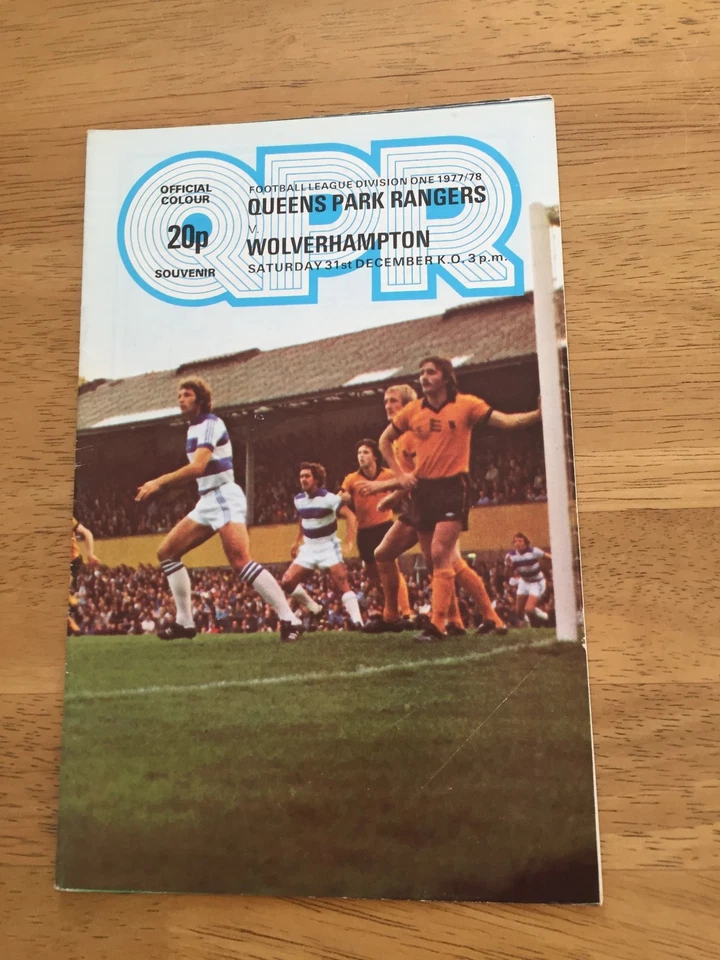 QPR
OFFICIAL
COLOUR
20p
SOUVENIR
FOOTBALL LEAGUE DIVISION ONE 1977/78
QUEENS PARK RANGERS
v.
WOLVERHAMPTON
SATURDAY 31st DECEMBER K.O. 3 p.m.